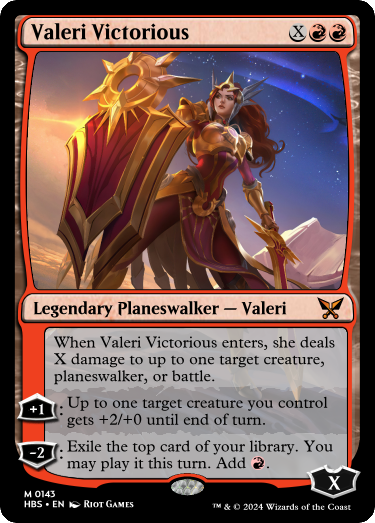 Valeri Victorious X R R
Legendary Planeswalker — Valeri
When Valeri Victorious enters, she deals
X damage to up to one target creature,
planeswalker, or battle.
+1: Up to one target creature you control
gets +2/+0 until end of turn.
−2: Exile the top card of your library. You
may play it this turn. Add
X
M 0143
HBS • EN Riot Games
™ & © 2024 Wizards of the Coast